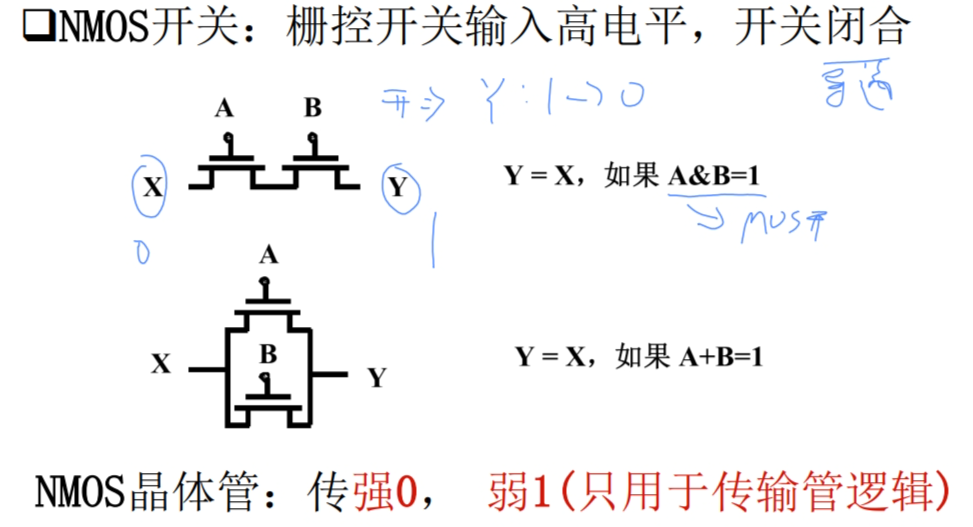 ❑NMOS开关：栅控开关输入高电平，开关闭合
导通
开⇒ Y:1→0
A B
X Y
Y = X，如果 A&B=1
→ MOS开
0 1
A
B
X Y
Y = X，如果 A+B=1
NMOS晶体管：传强0， 弱1(只用于传输管逻辑)